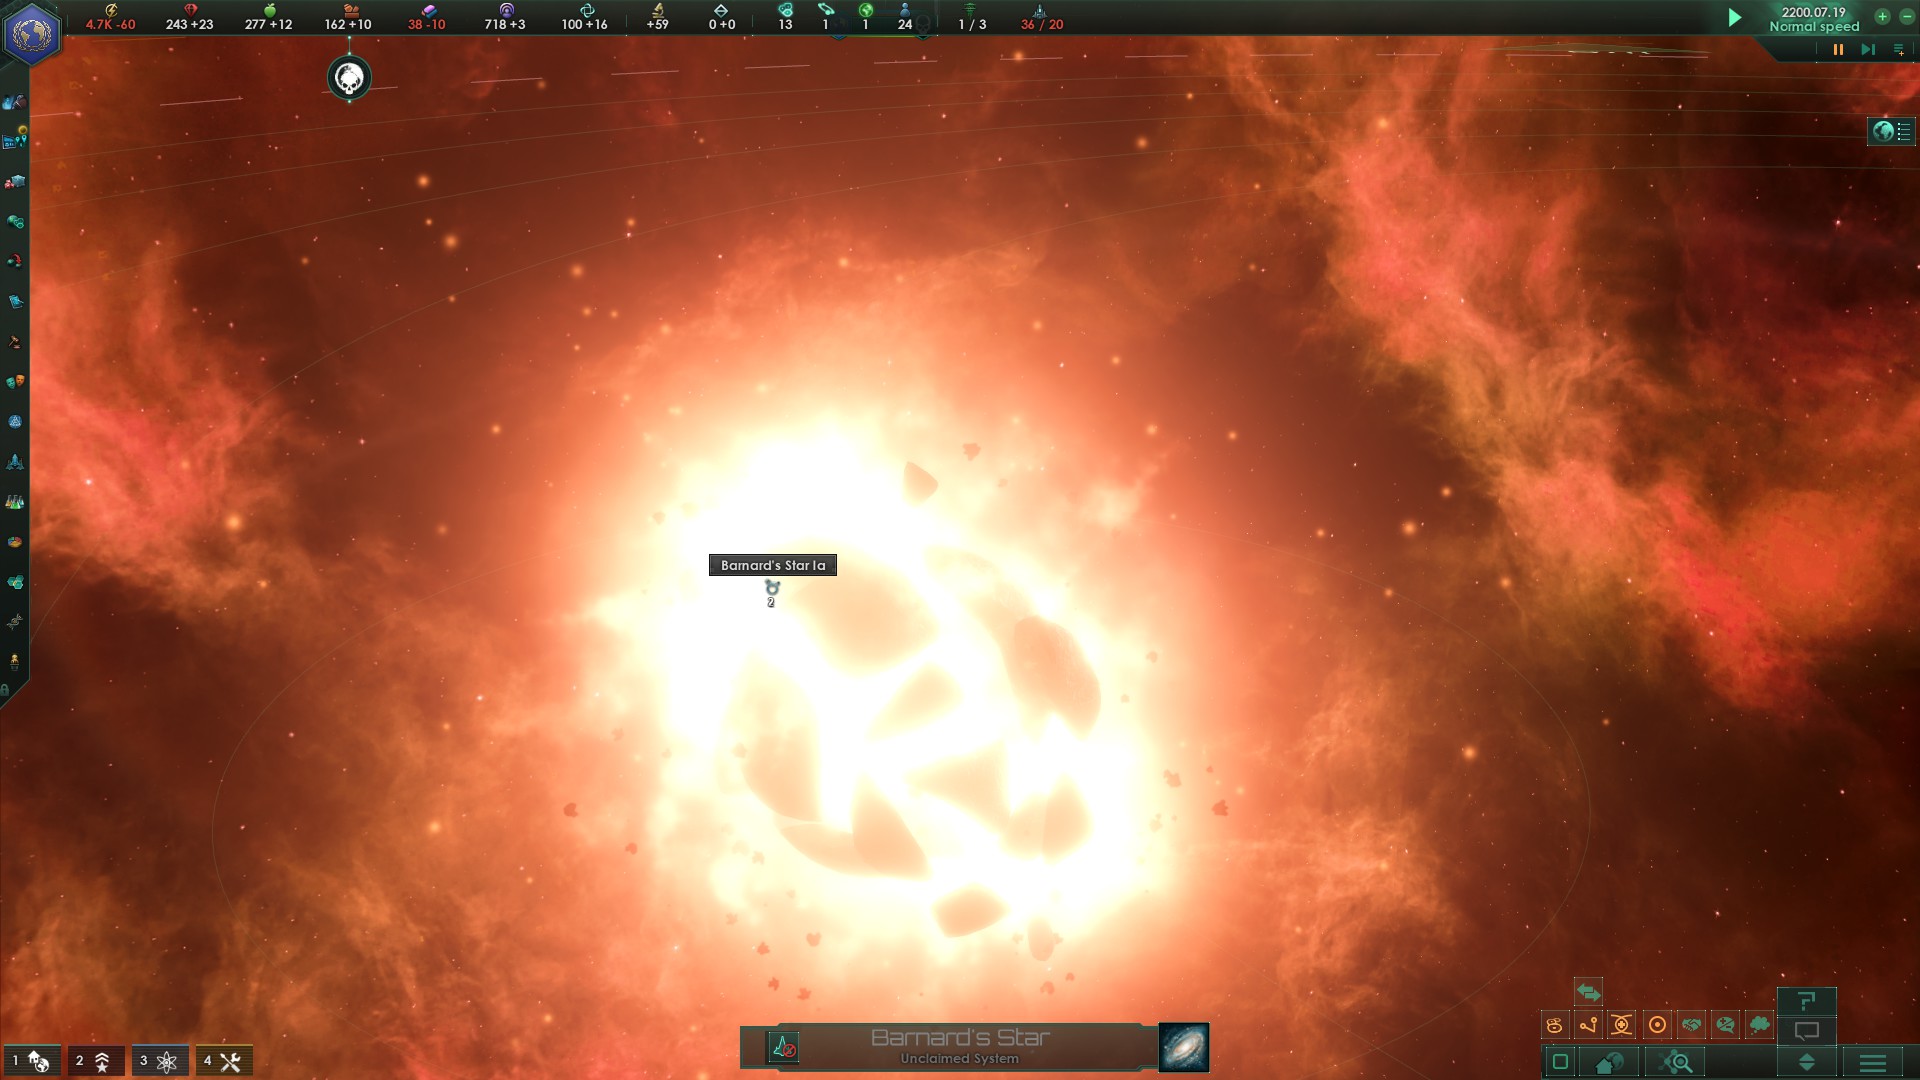 4.7K -60 243 +23 277 +12 162 +10 38 -10 718 +3 100 +16 +59 0 +0 13 1 1 24 1 / 3 36 / 20 2200.07.19
Normal speed
Barnard's Star Ia
2
Barnard's Star
Unclaimed System
1 2 3 4